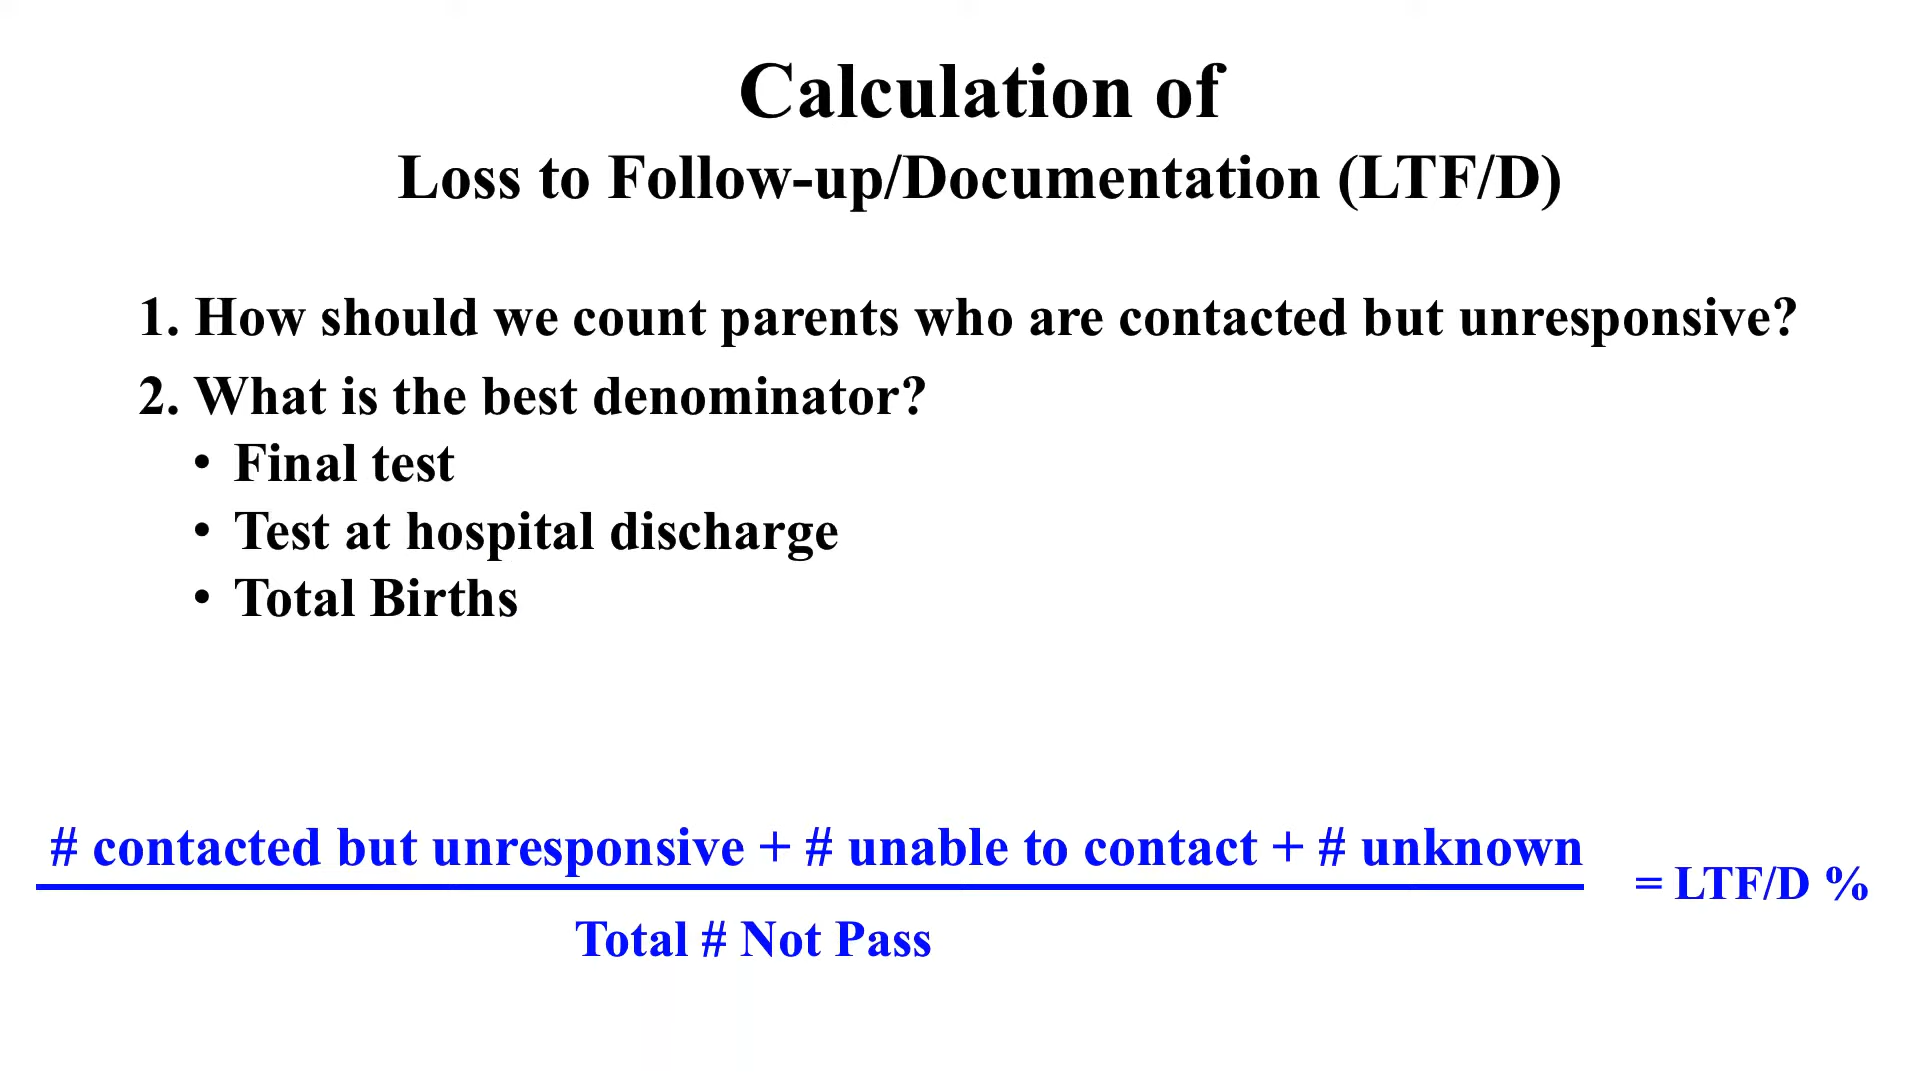 Calculation of
Loss to Follow-up/Documentation (LTF/D)
1. How should we count parents who are contacted but unresponsive?
2. What is the best denominator?
• Final test
• Test at hospital discharge
• Total Births
# contacted but unresponsive + # unable to contact + # unknown
= LTF/D %
Total # Not Pass